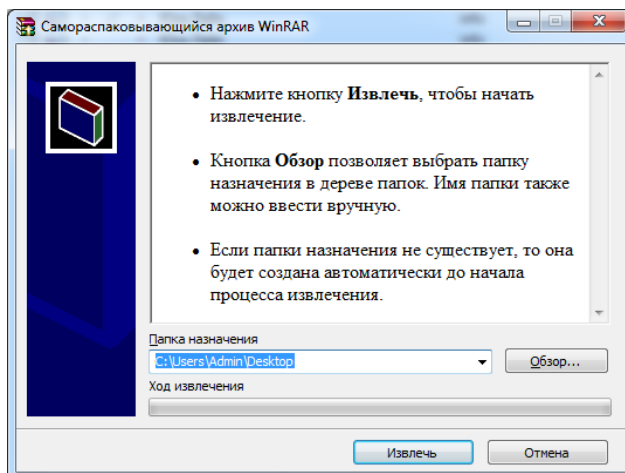 Самораспаковывающийся архив WinRAR
• Нажмите кнопку Извлечь, чтобы начать
извлечение.
• Кнопка Обзор позволяет выбрать папку
назначения в дереве папок. Имя папки также
можно ввести вручную.
• Если папки назначения не существует, то она
будет создана автоматически до начала
процесса извлечения.
Папка назначения
C:\Users\Admin\Desktop
Обзор...
Ход извлечения
Извлечь
Отмена